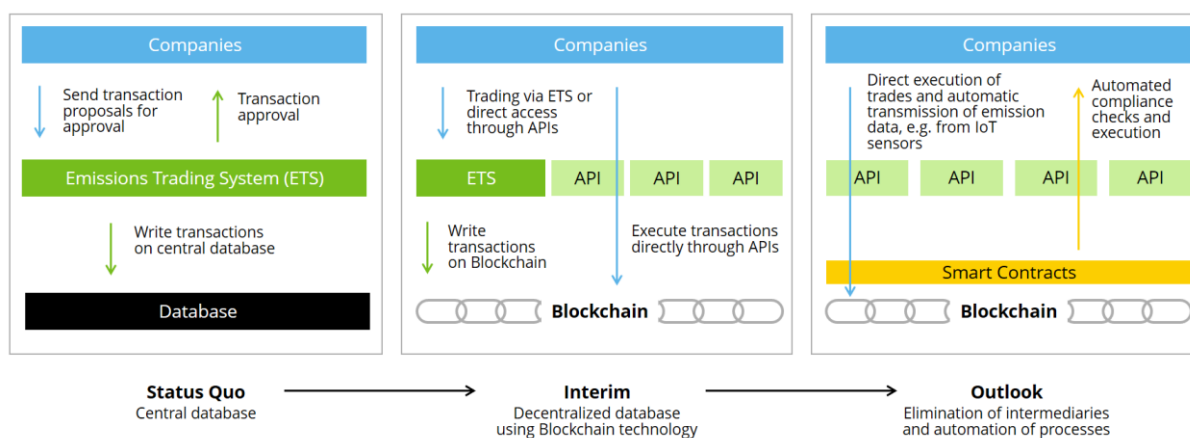 Companies
Send transaction
proposals for
approval
Transaction
approval
Emissions Trading System (ETS)
Write transactions
on central database
Database
Companies
Trading via ETS or
direct access
through APIs
ETS
API
API
API
Write
transactions
on Blockchain
Execute transactions
directly through APIs
Blockchain
Companies
Direct execution of
trades and automatic
transmission of emission
data, e.g. from IoT
sensors
Automated
compliance
checks and
execution
API
API
API
API
Smart Contracts
Blockchain
Status Quo
Central database
Interim
Decentralized database
using Blockchain technology
Outlook
Elimination of intermediaries
and automation of processes